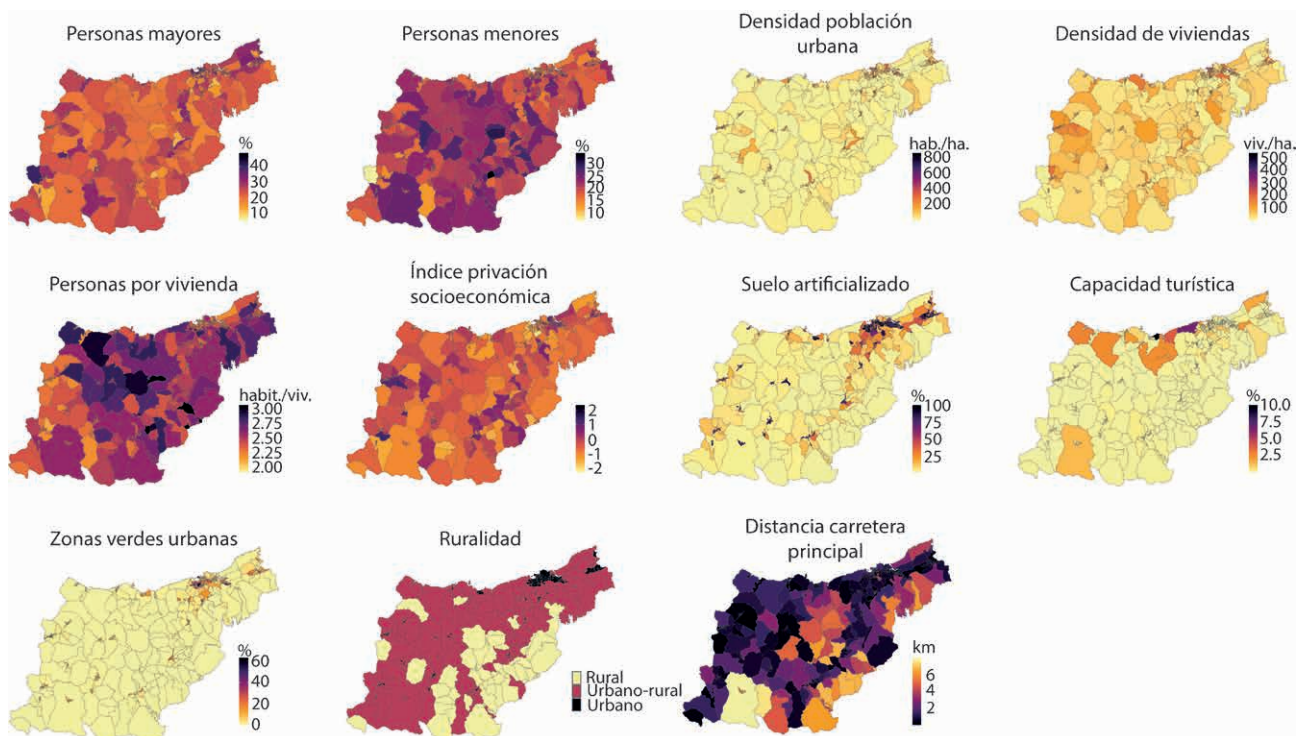 Personas mayores
%
40
30
20
10
Personas menores
%
30
25
20
15
10
Densidad población
urbana
hab./ha.
800
600
400
200
Densidad de viviendas
viv./ha.
500
400
300
200
100
Personas por vivienda
habit./viv.
3.00
2.75
2.50
2.25
2.00
Índice privación
socioeconómica
2
1
0
-1
-2
Suelo artificializado
%
100
75
50
25
Capacidad turística
%
10.0
7.5
5.0
2.5
Zonas verdes urbanas
%
60
40
20
0
Ruralidad
Rural
Urbano-rural
Urbano
Distancia carretera
principal
km
6
4
2